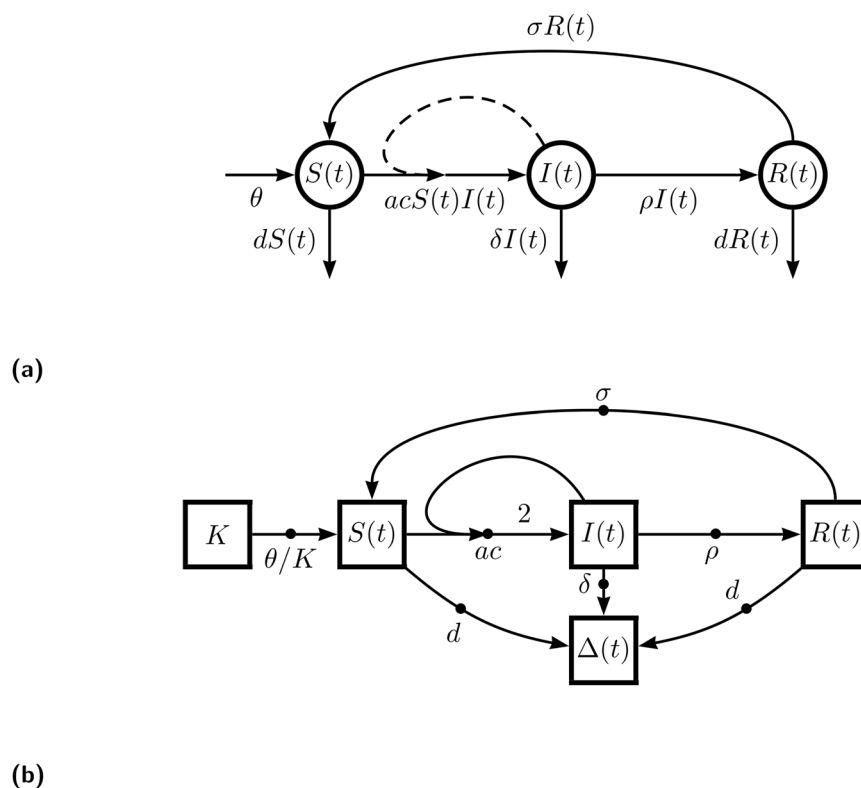 σR(t)
S(t) I(t) R(t)
θ acS(t)I(t) ρI(t)
dS(t) δI(t) dR(t)
(a)
σ
K S(t) 2 I(t) R(t)
θ/K ac ρ
δ
d d
Δ(t)
(b)